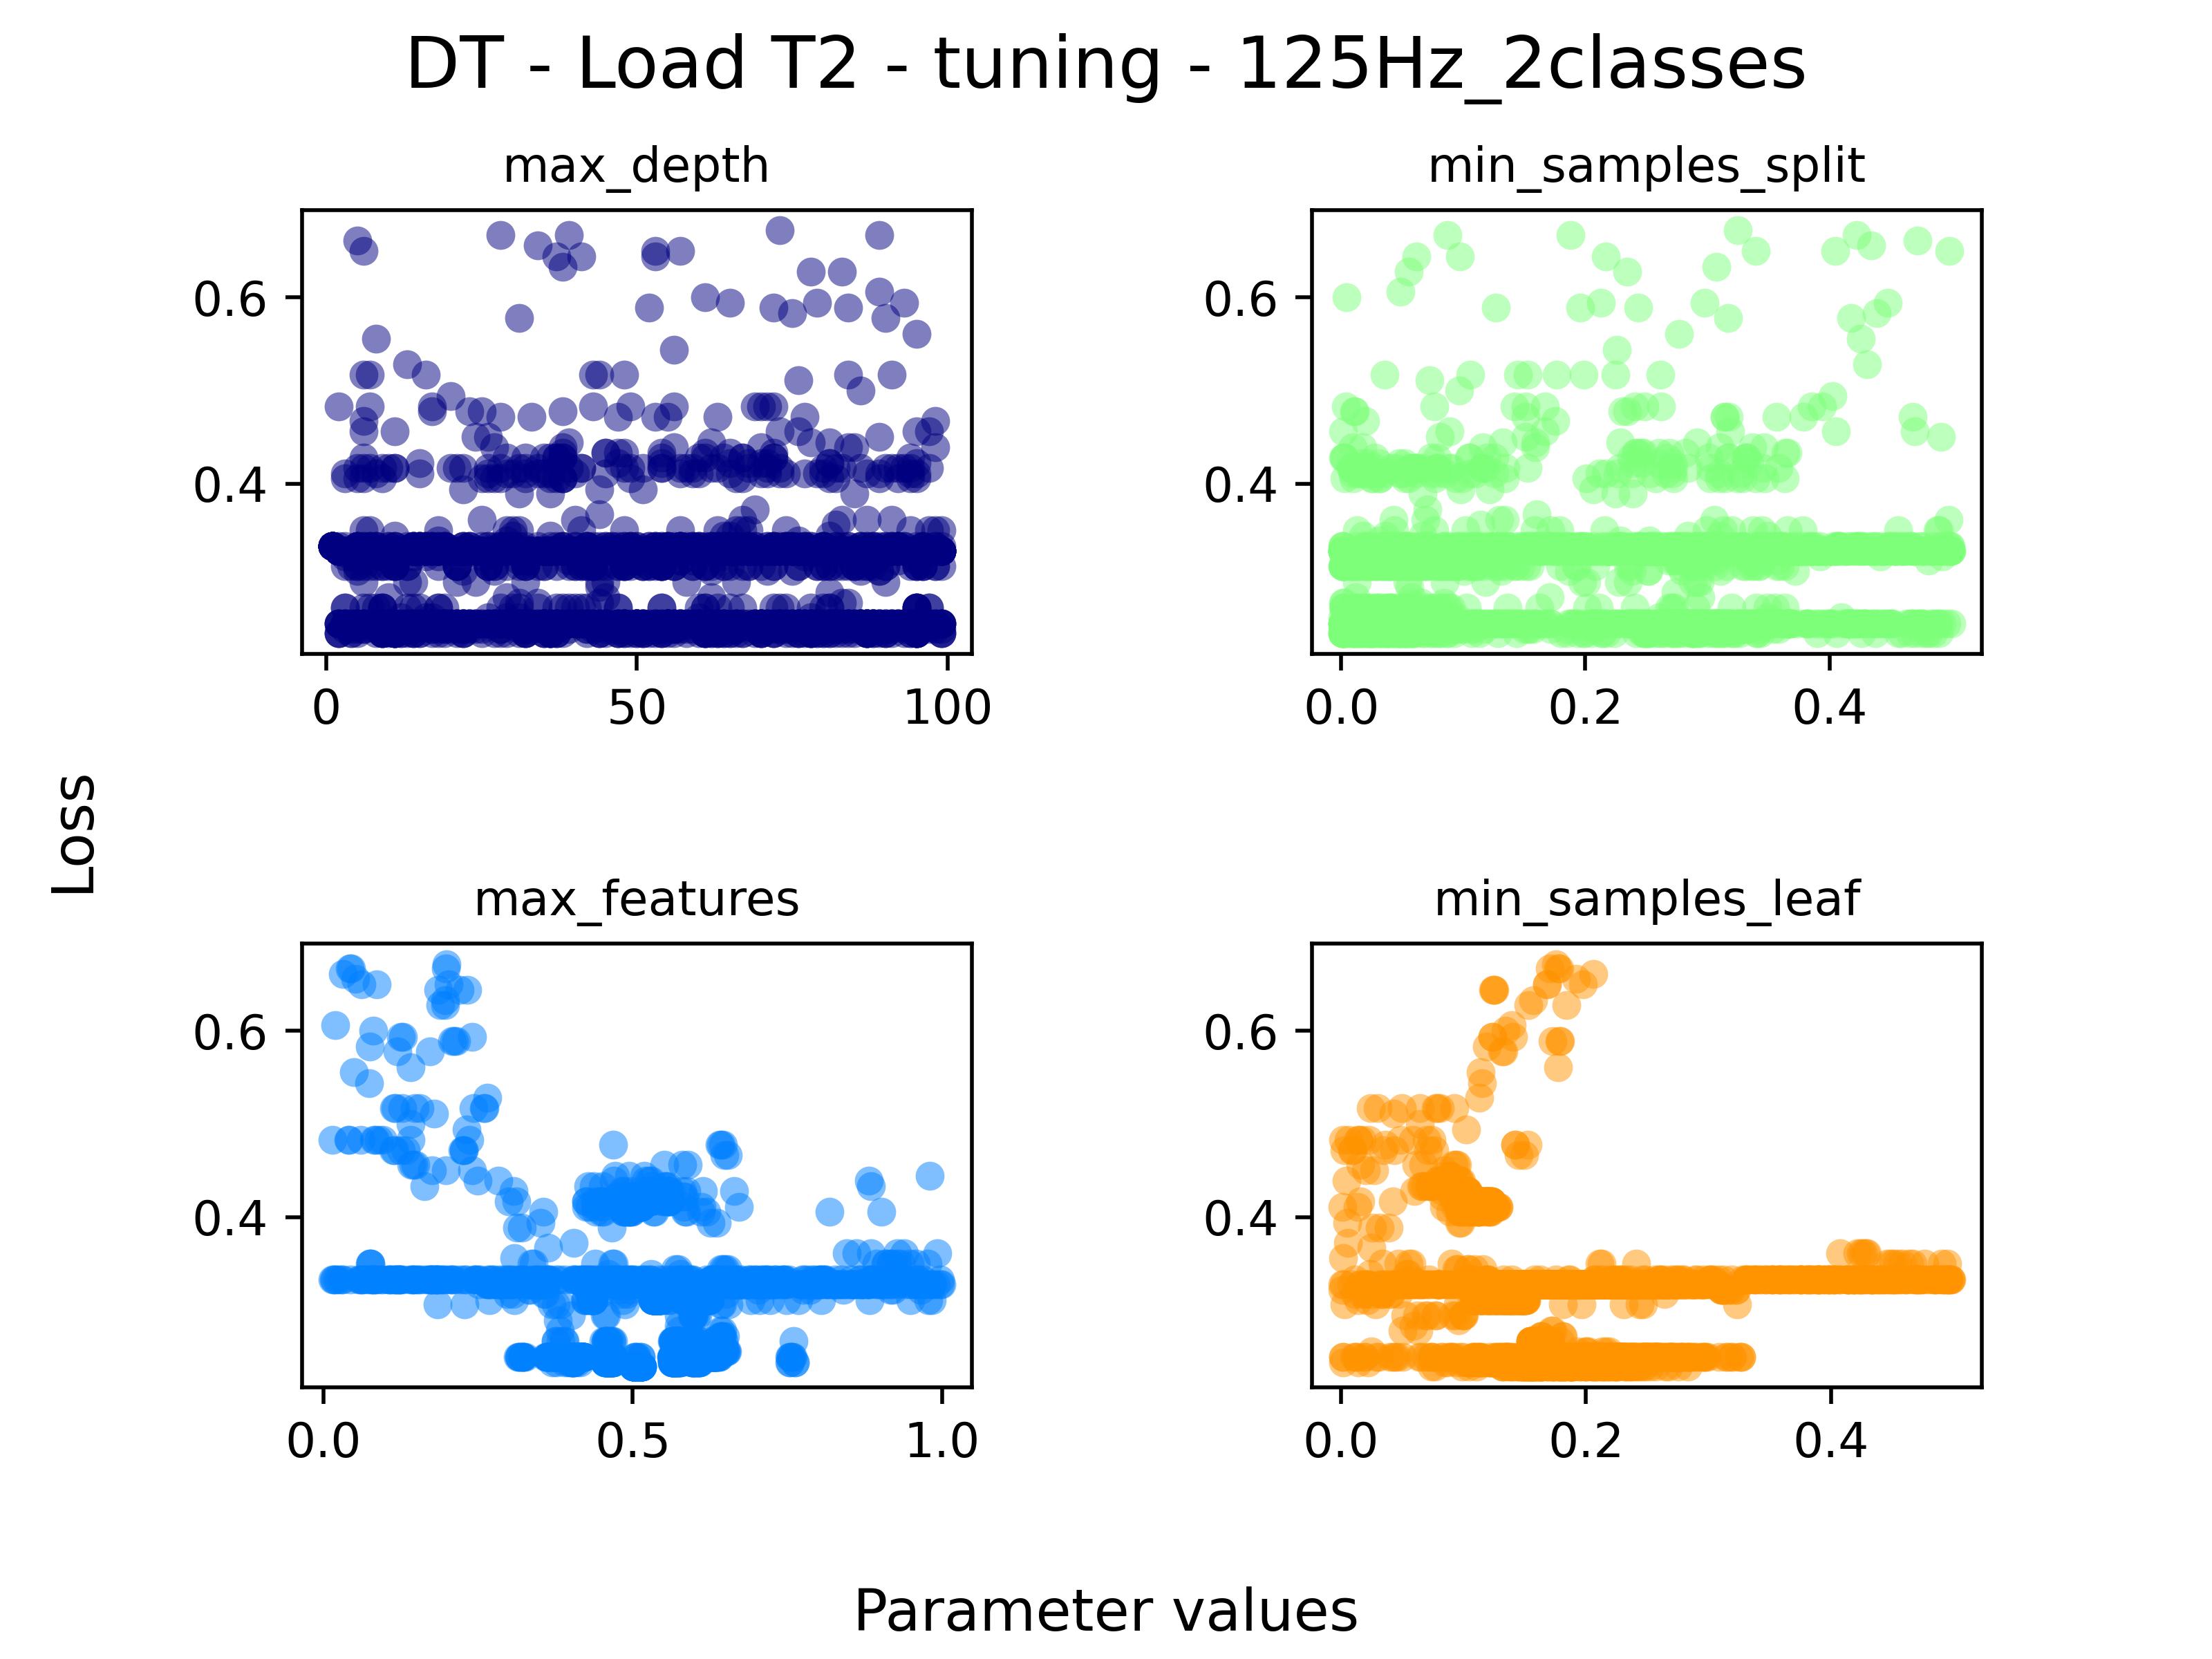 DT - Load T2 - tuning - 125Hz_2classes
max_depth
min_samples_split
0.6
0.4
0
50
100
0.6
0.4
0.0
0.2
0.4
Loss
max_features
min_samples_leaf
0.6
0.4
0.0
0.5
1.0
0.6
0.4
0.0
0.2
0.4
Parameter values